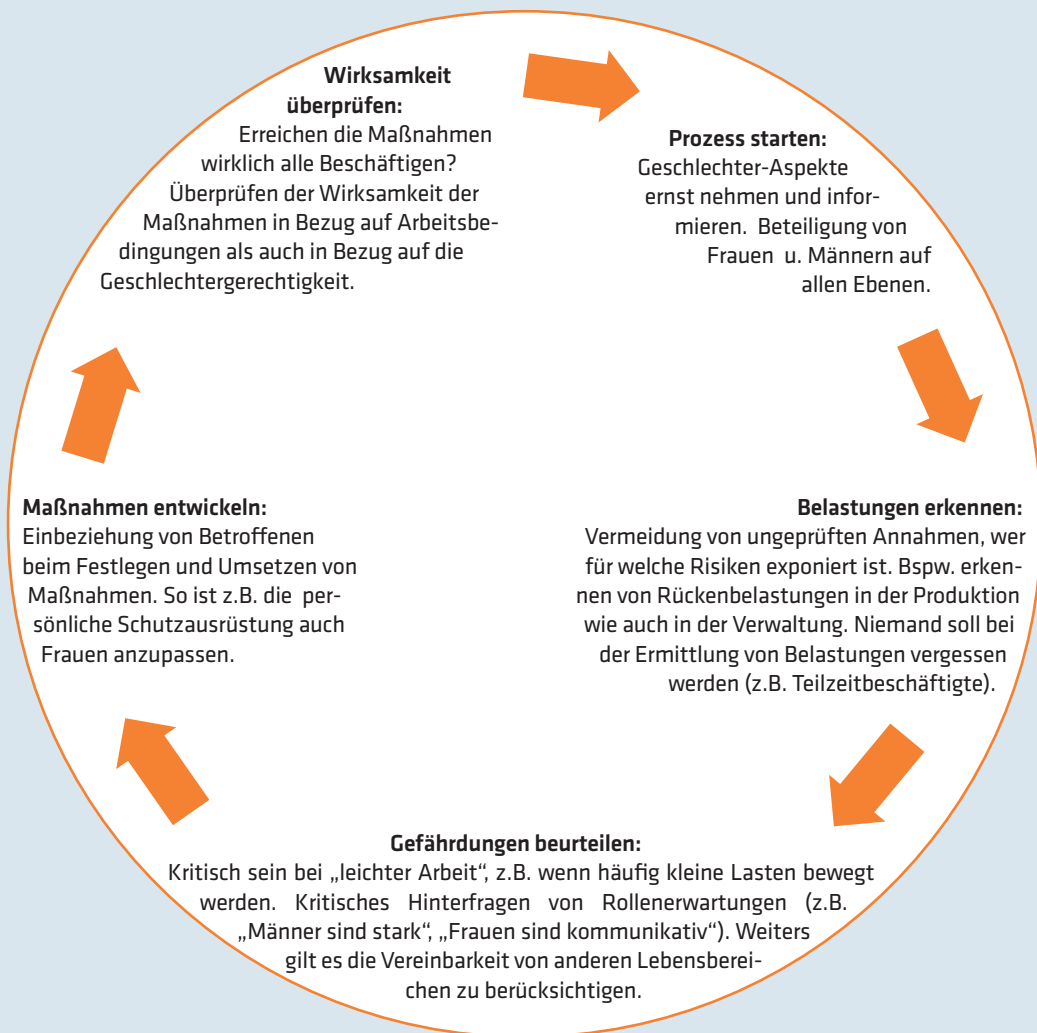 Wirksamkeit
überprüfen:
Erreichen die Maßnahmen
wirklich alle Beschäftigen?
Überprüfen der Wirksamkeit der
Maßnahmen in Bezug auf Arbeitsbe-
dingungen als auch in Bezug auf die
Geschlechtergerechtigkeit.
Prozess starten:
Geschlechter-Aspekte
ernst nehmen und infor-
mieren. Beteiligung von
Frauen u. Männern auf
allen Ebenen.
Belastungen erkennen:
Vermeidung von ungeprüften Annahmen, wer
für welche Risiken exponiert ist. Bspw. erken-
nen von Rückenbelastungen in der Produktion
wie auch in der Verwaltung. Niemand soll bei
der Ermittlung von Belastungen vergessen
werden (z.B. Teilzeitbeschäftigte).
Gefährdungen beurteilen:
Kritisch sein bei „leichter Arbeit“, z.B. wenn häufig kleine Lasten bewegt
werden. Kritisches Hinterfragen von Rollenerwartungen (z.B.
„Männer sind stark“, „Frauen sind kommunikativ“). Weiters
gilt es die Vereinbarkeit von anderen Lebensberei-
chen zu berücksichtigen.
Maßnahmen entwickeln:
Einbeziehung von Betroffenen
beim Festlegen und Umsetzen von
Maßnahmen. So ist z.B. die per-
sönliche Schutzausrüstung auch
Frauen anzupassen.